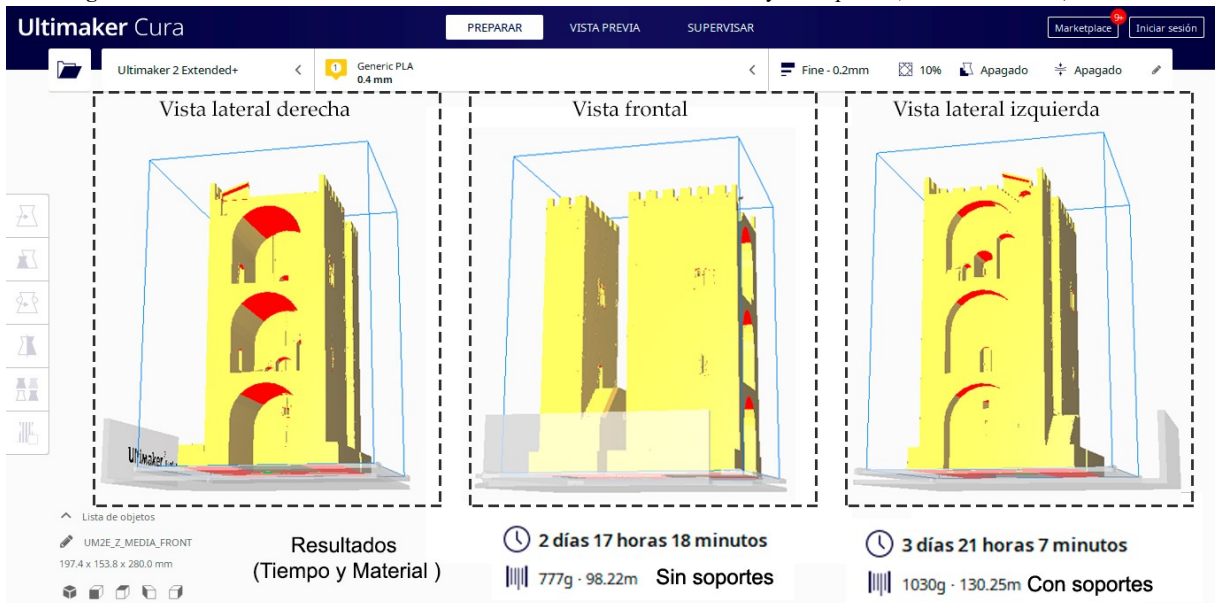 Ultimaker Cura
PREPARAR
VISTA PREVIA
SUPERVISAR
Marketplace
9+
Iniciar sesión
Ultimaker 2 Extended+
1
Generic PLA
0.4 mm
Fine - 0.2mm
10%
Apagado
Apagado
Vista lateral derecha
Vista frontal
Vista lateral izquierda
Ultimaker
Lista de objetos
UM2E_Z_MEDIA_FRONT
197.4 x 153.8 x 280.0 mm
Resultados
(Tiempo y Material )
2 días 17 horas 18 minutos
777g · 98.22m Sin soportes
3 días 21 horas 7 minutos
1030g · 130.25m Con soportes